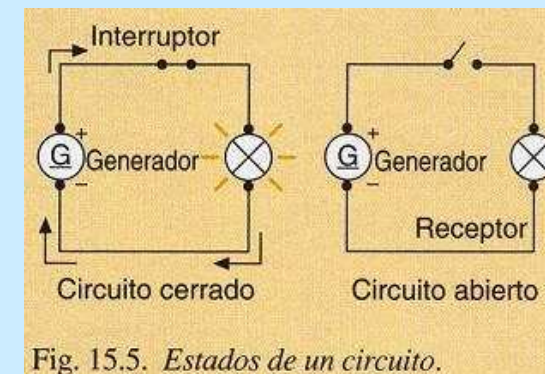 Interruptor
+
G Generador
−
Circuito cerrado
+
G Generador
−
Receptor
Circuito abierto
Fig. 15.5. Estados de un circuito.